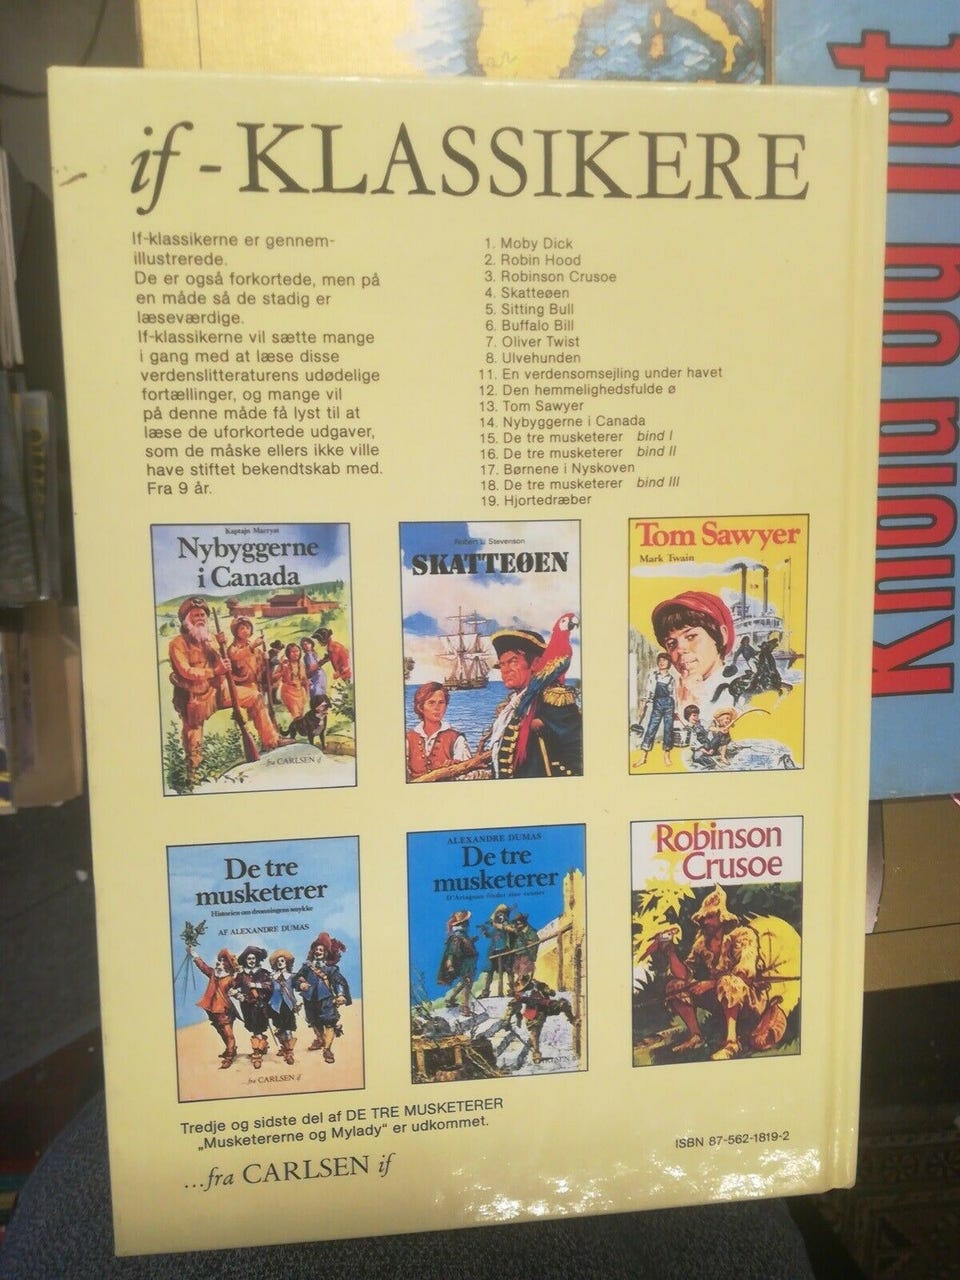 if - KLASSIKERE
If-klassikerne er gennem-
illustrerede.
De er også forkortede, men på
en måde så de stadig er
læseværdige.
If-klassikerne vil sætte mange
i gang med at læse disse
verdenslitteraturens udødelige
fortællinger, og mange vil
på denne måde få lyst til at
læse de uforkortede udgaver,
som de måske ellers ikke ville
have stiftet bekendtskab med.
Fra 9 år.
1. Moby Dick
2. Robin Hood
3. Robinson Crusoe
4. Skatteøen
5. Sitting Bull
6. Buffalo Bill
7. Oliver Twist
8. Ulvehunden
11. En verdensomsejling under havet
12. Den hemmelighedsfulde ø
13. Tom Sawyer
14. Nybyggerne i Canada
15. De tre musketerer bind I
16. De tre musketerer bind II
17. Børnene i Nyskoven
18. De tre musketerer bind III
19. Hjortedræber
Kaptajn Marryat
Nybyggerne
i Canada
...fra CARLSEN if
Robert L. Stevenson
SKATTEØEN
Tom Sawyer
Mark Twain
De tre
musketerer
Historien om dronningens smykke
AF ALEXANDRE DUMAS
...fra CARLSEN if
ALEXANDRE DUMAS
De tre
musketerer
D'Artagnan finder sine venner
CARLSEN if
Robinson
Crusoe
Tredje og sidste del af DE TRE MUSKETERER
„Musketererne og Mylady“ er udkommet.
ISBN 87-562-1819-2
...fra CARLSEN if
Knold og Tot